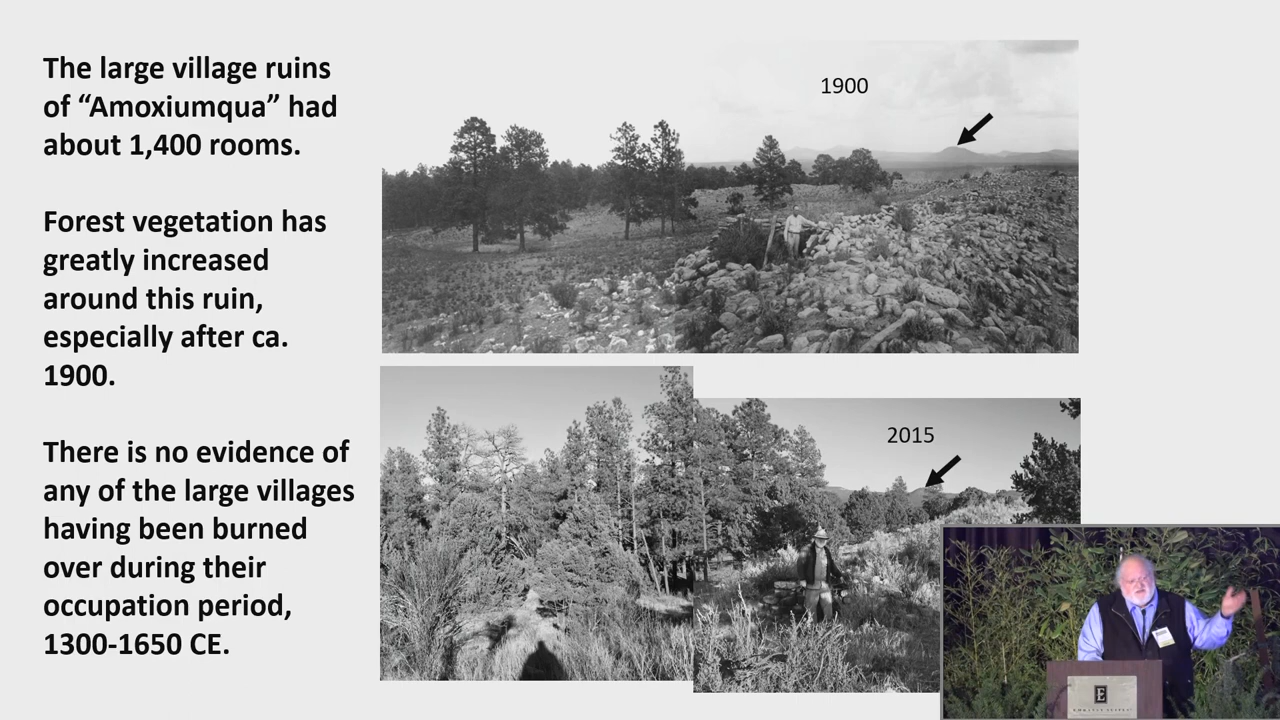 The large village ruins
of “Amoxiumqua” had
about 1,400 rooms.
Forest vegetation has
greatly increased
around this ruin,
especially after ca.
1900.
There is no evidence of
any of the large villages
having been burned
over during their
occupation period,
1300-1650 CE.
1900
2015
E